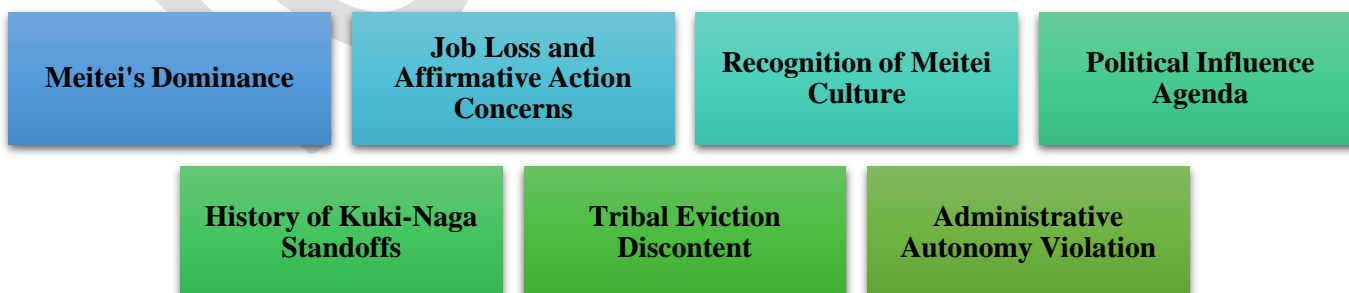 Meitei's Dominance
Job Loss and
Affirmative Action
Concerns
Recognition of Meitei
Culture
Political Influence
Agenda
History of Kuki-Naga
Standoffs
Tribal Eviction
Discontent
Administrative
Autonomy Violation